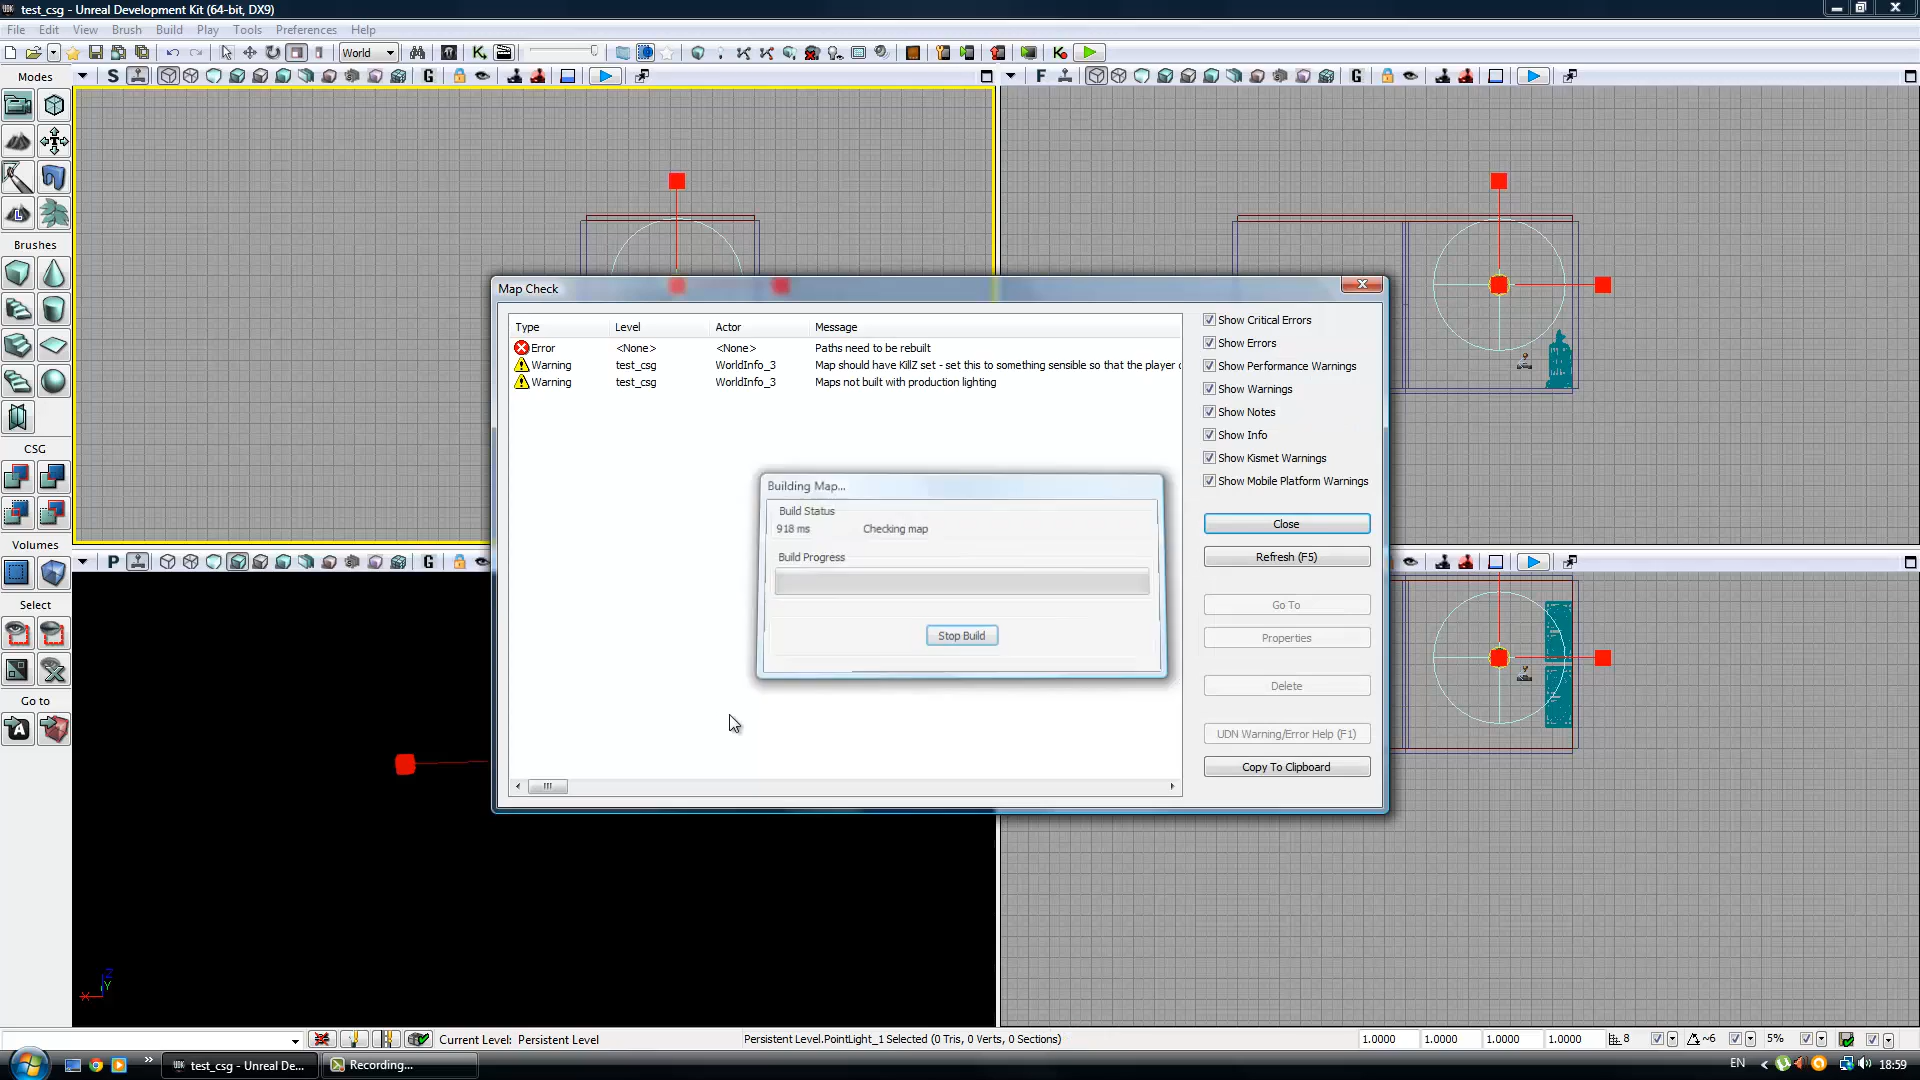 test_csg - Unreal Development Kit (64-bit, DX9)
File Edit View Brush Build Play Tools Preferences Help
World
Modes
S G
F G
Brushes
CSG
Volumes
Select
Go to
P G
Map Check
Type Level Actor Message
Error <None> <None> Paths need to be rebuilt
Warning test_csg WorldInfo_3 Map should have KillZ set - set this to something sensible so that the player
Warning test_csg WorldInfo_3 Maps not built with production lighting
Show Critical Errors
Show Errors
Show Performance Warnings
Show Warnings
Show Notes
Show Info
Show Kismet Warnings
Show Mobile Platform Warnings
Close
Refresh (F5)
Go To
Properties
Delete
UDN Warning/Error Help (F1)
Copy To Clipboard
Building Map...
Build Status
918 ms Checking map
Build Progress
Stop Build
Z
Y
X
Current Level: Persistent Level
Persistent Level.PointLight_1 Selected (0 Tris, 0 Verts, 0 Sections)
1.0000 1.0000 1.0000 1.0000 8 ~6 5%
test_csg - Unreal De...
Recording...
EN 18:59